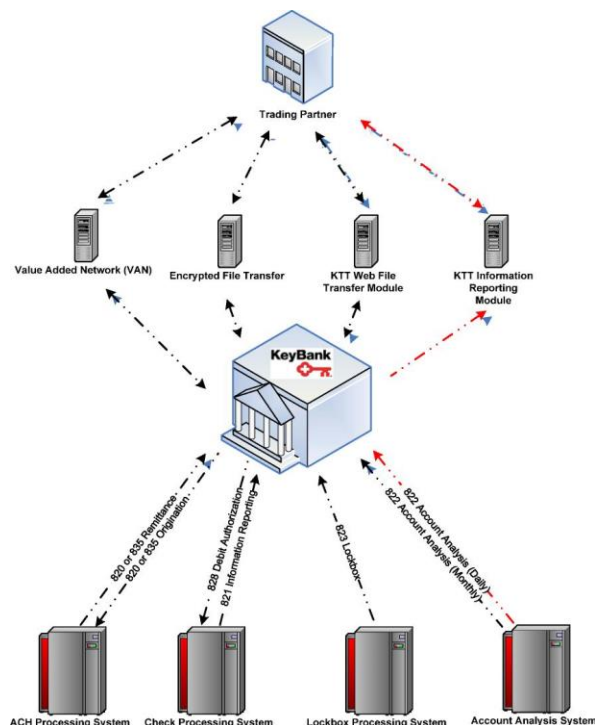 Trading Partner
Value Added Network (VAN)
Encrypted File Transfer
KTT Web File
Transfer Module
KTT Information
Reporting
Module
KeyBank
820 or 835 Remittance
820 or 835 Origination
828 Debit Authorization
821 Information Reporting
823 Lockbox
822 Account Analysis (Daily)
822 Account Analysis (Monthly)
ACH Processing System
Check Processing System
Lockbox Processing System
Account Analysis System